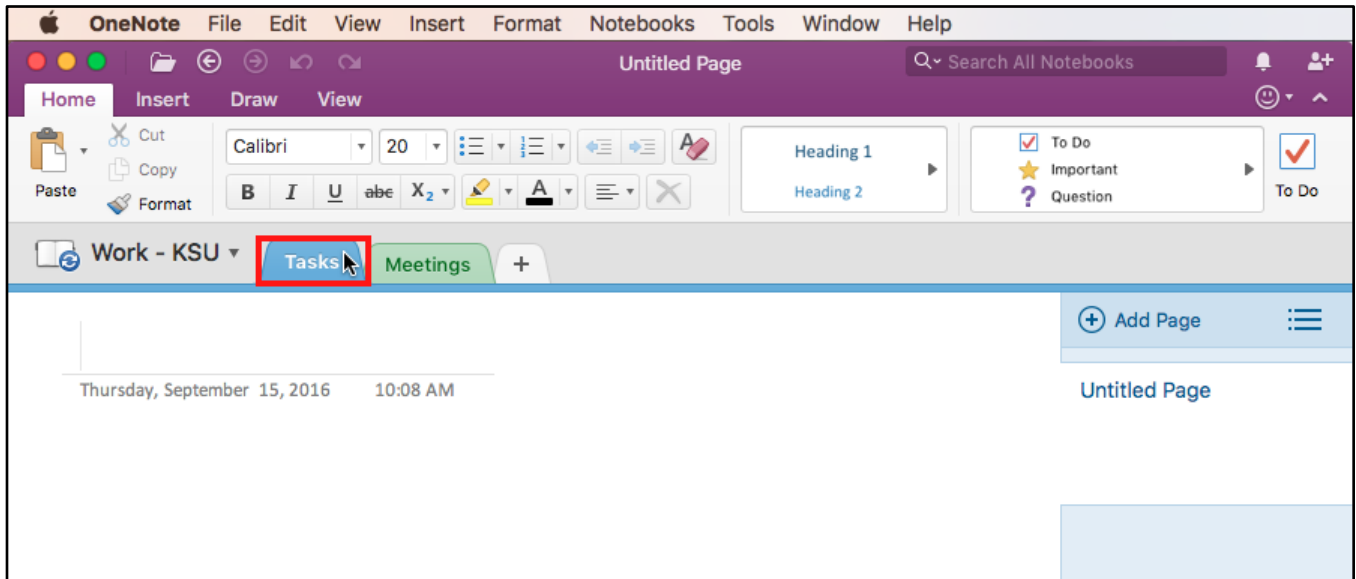 OneNote File Edit View Insert Format Notebooks Tools Window Help
Untitled Page
Search All Notebooks
Home Insert Draw View
Paste
Cut
Copy
Format
Calibri 20
B I U abc X₂ A
Heading 1
Heading 2
To Do
Important
Question
To Do
Work - KSU Tasks Meetings +
Add Page
Thursday, September 15, 2016 10:08 AM
Untitled Page